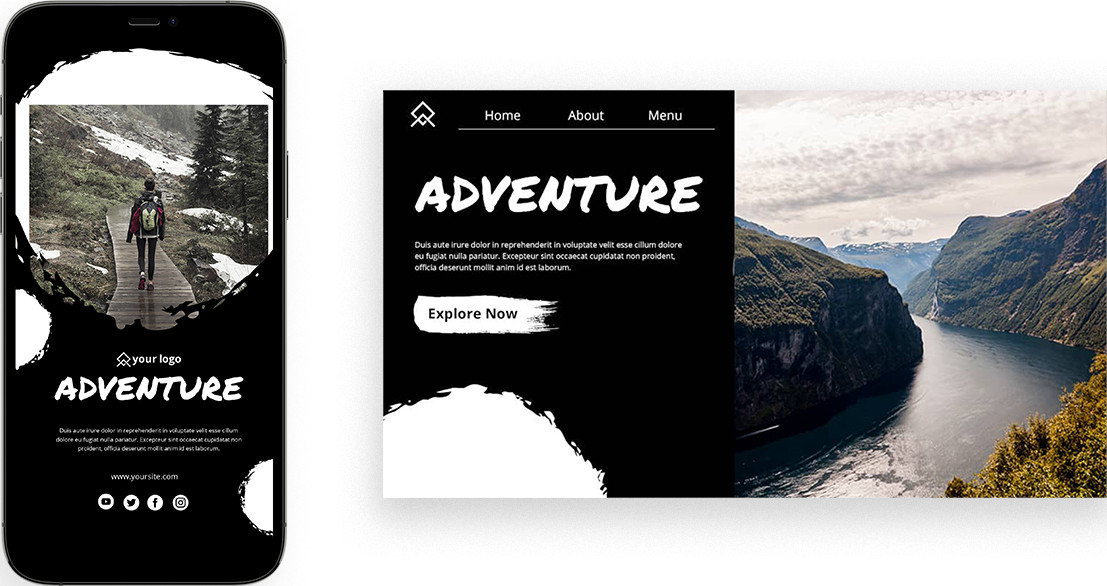 your logo
ADVENTURE
Duis aute irure dolor in reprehenderit in voluptate velit esse cillum
dolore eu fugiat nulla pariatur. Excepteur sint occaecat cupidatat non
proident, officia deserunt mollit anim id est laborum.
www.yoursite.com
Home About Menu
ADVENTURE
Duis aute irure dolor in reprehenderit in voluptate velit esse cillum dolore
eu fugiat nulla pariatur. Excepteur sint occaecat cupidatat non proident,
officia deserunt mollit anim id est laborum.
Explore Now